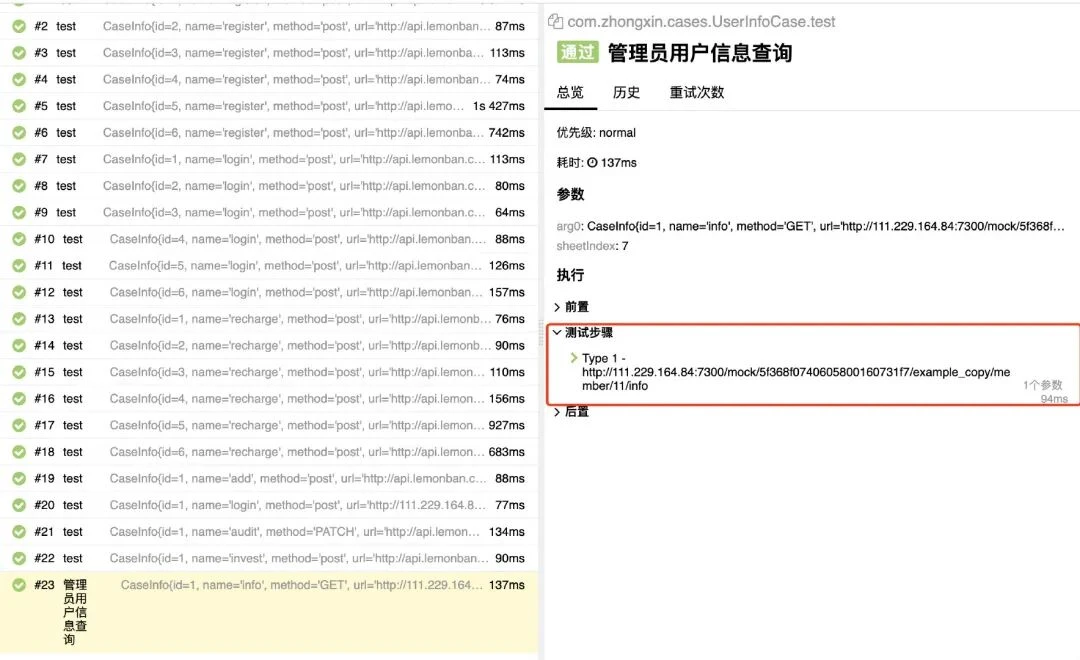 #2 test CaseInfo{id=2, name='register', method='post', url='http://api.lemonban... 87ms
#3 test CaseInfo{id=3, name='register', method='post', url='http://api.lemonban... 113ms
#4 test CaseInfo{id=4, name='register', method='post', url='http://api.lemonban... 74ms
#5 test CaseInfo{id=5, name='register', method='post', url='http://api.lemo... 1s 427ms
#6 test CaseInfo{id=6, name='register', method='post', url='http://api.lemonba... 742ms
#7 test CaseInfo{id=1, name='login', method='post', url='http://api.lemonban.c... 113ms
#8 test CaseInfo{id=2, name='login', method='post', url='http://api.lemonban.c... 80ms
#9 test CaseInfo{id=3, name='login', method='post', url='http://api.lemonban.c... 64ms
#10 test CaseInfo{id=4, name='login', method='post', url='http://api.lemonban.... 88ms
#11 test CaseInfo{id=5, name='login', method='post', url='http://api.lemonban.... 126ms
#12 test CaseInfo{id=6, name='login', method='post', url='http://api.lemonban.... 157ms
#13 test CaseInfo{id=1, name='recharge', method='post', url='http://api.lemonb... 76ms
#14 test CaseInfo{id=2, name='recharge', method='post', url='http://api.lemonb... 90ms
#15 test CaseInfo{id=3, name='recharge', method='post', url='http://api.lemon... 110ms
#16 test CaseInfo{id=4, name='recharge', method='post', url='http://api.lemon... 156ms
#17 test CaseInfo{id=5, name='recharge', method='post', url='http://api.lemon... 927ms
#18 test CaseInfo{id=6, name='recharge', method='post', url='http://api.lemon... 683ms
#19 test CaseInfo{id=1, name='add', method='post', url='http://api.lemonban.c... 88ms
#20 test CaseInfo{id=1, name='login', method='post', url='http://111.229.164.8... 77ms
#21 test CaseInfo{id=1, name='audit', method='PATCH', url='http://api.lemon... 134ms
#22 test CaseInfo{id=1, name='invest', method='post', url='http://api.lemonban... 90ms
#23 管理 CaseInfo{id=1, name='info', method='GET', url='http://111.229.164.... 137ms
员用
户信
息查
询
com.zhongxin.cases.UserInfoCase.test
通过 管理员用户信息查询
总览 历史 重试次数
优先级: normal
耗时: 137ms
参数
arg0: CaseInfo{id=1, name='info', method='GET', url='http://111.229.164.84:7300/mock/5f368f...
sheetIndex: 7
执行
前置
测试步骤
Type 1 -
http://111.229.164.84:7300/mock/5f368f0740605800160731f7/example_copy/me
mber/11/info
1个参数
94ms
后置